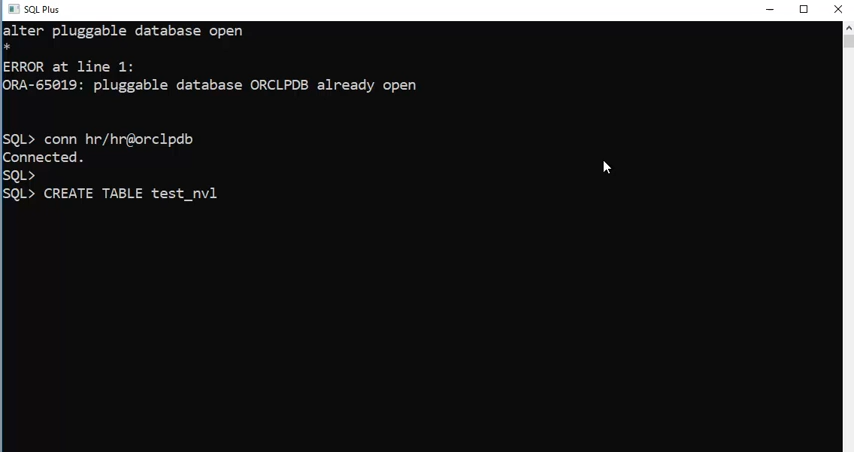 SQL Plus
alter pluggable database open
*
ERROR at line 1:
ORA-65019: pluggable database ORCLPDB already open
SQL> conn hr/hr@orclpdb
Connected.
SQL>
SQL> CREATE TABLE test_nvl